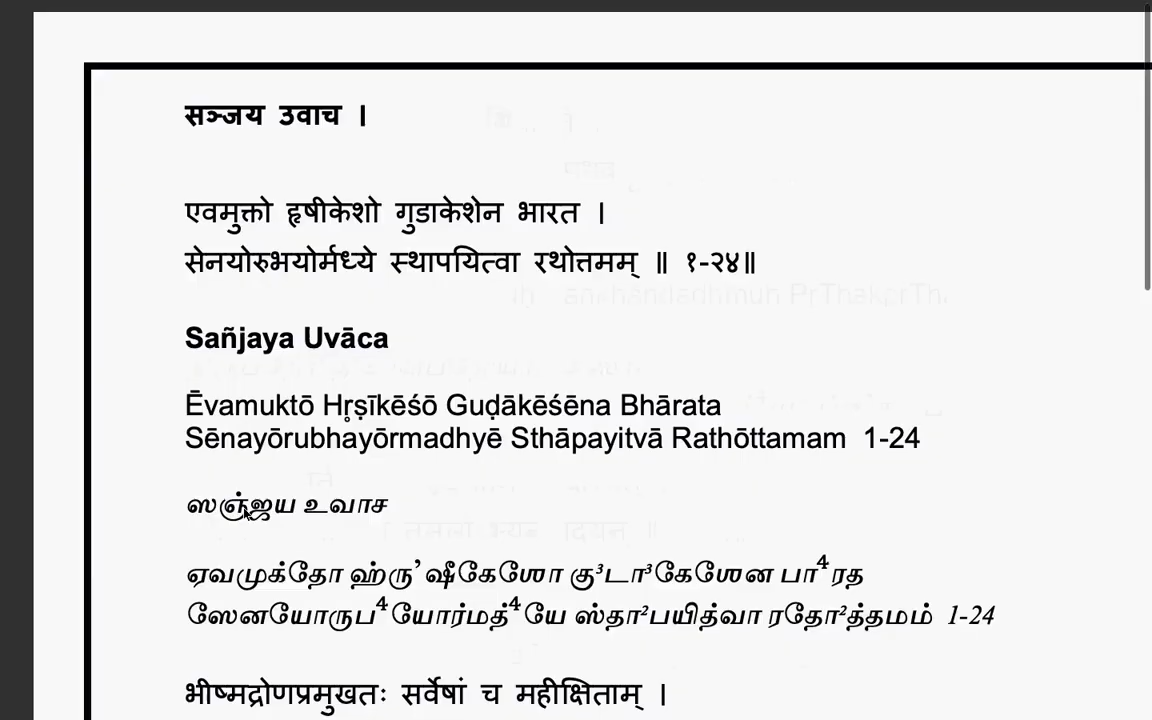 सञ्जय उवाच ।
एवमुक्तो हृषीकेशो गुडाकेशेन भारत ।
सेनयोरुभयोर्मध्ये स्थापयित्वा रथोत्तमम् ॥ १-२४॥
Sañjaya Uvāca
Ēvamuktō Hr̥ṣīkēśō Guḍākēśēna Bhārata
Sēnayōrubhayōrmadhyē Sthāpayitvā Rathōttamam 1-24
ஸஞ்ஜய உவாச
ஏவமுக்தோ ஹ்ரு’ஷீகேஶோ கு³டா³கேஶேன பா⁴ரத
ஸேனயோருப⁴யோர்மத்⁴யே ஸ்தா²பயித்வா ரதோ²த்தமம் 1-24
भीष्मद्रोणप्रमुखतः सर्वेषां च महीक्षिताम् ।